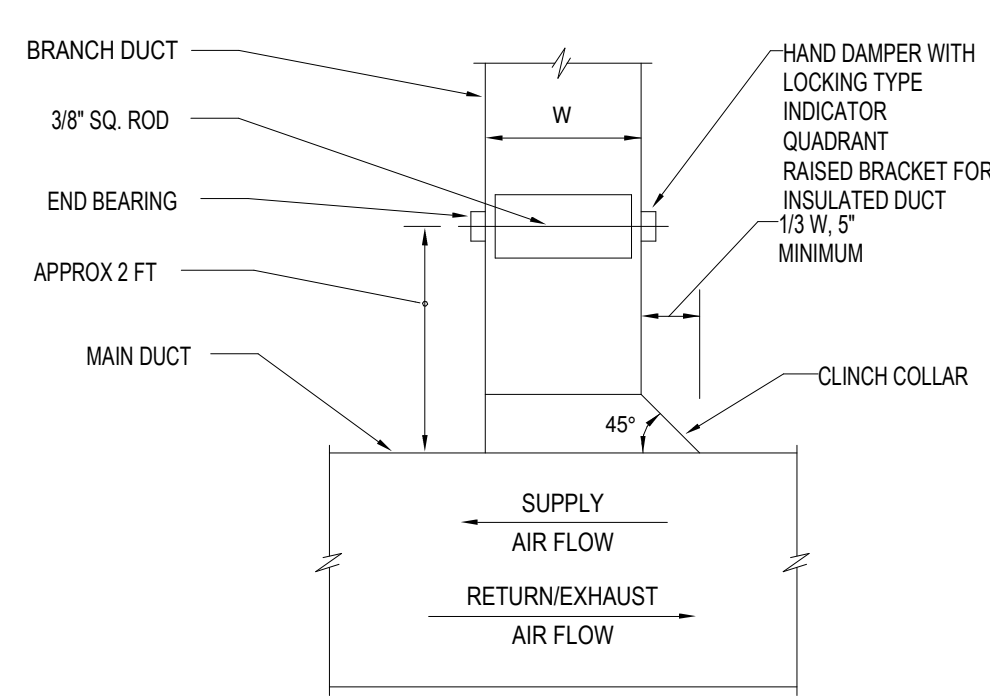 BRANCH DUCT
3/8" SQ. ROD
END BEARING
APPROX 2 FT
MAIN DUCT
W
HAND DAMPER WITH
LOCKING TYPE
INDICATOR
QUADRANT
RAISED BRACKET FOR
INSULATED DUCT
1/3 W, 5"
MINIMUM
CLINCH COLLAR
45°
SUPPLY
AIR FLOW
RETURN/EXHAUST
AIR FLOW